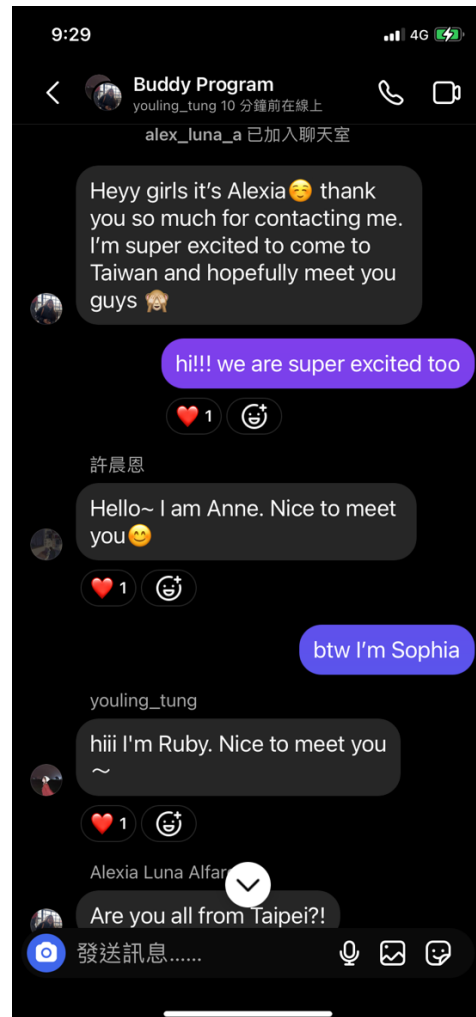 9:29
4G
Buddy Program
youling_tung 10 分鐘前在線上
alex_luna_a 已加入聊天室
Heyy girls it's Alexia☺️ thank
you so much for contacting me.
I'm super excited to come to
Taiwan and hopefully meet you
guys 🙈
hi!!! we are super excited too
❤️ 1
許晨恩
Hello~ I am Anne. Nice to meet
you😊
❤️ 1
btw I'm Sophia
youling_tung
hiii I'm Ruby. Nice to meet you
～
❤️ 1
Alexia Luna Alfar
Are you all from Taipei?!
發送訊息......